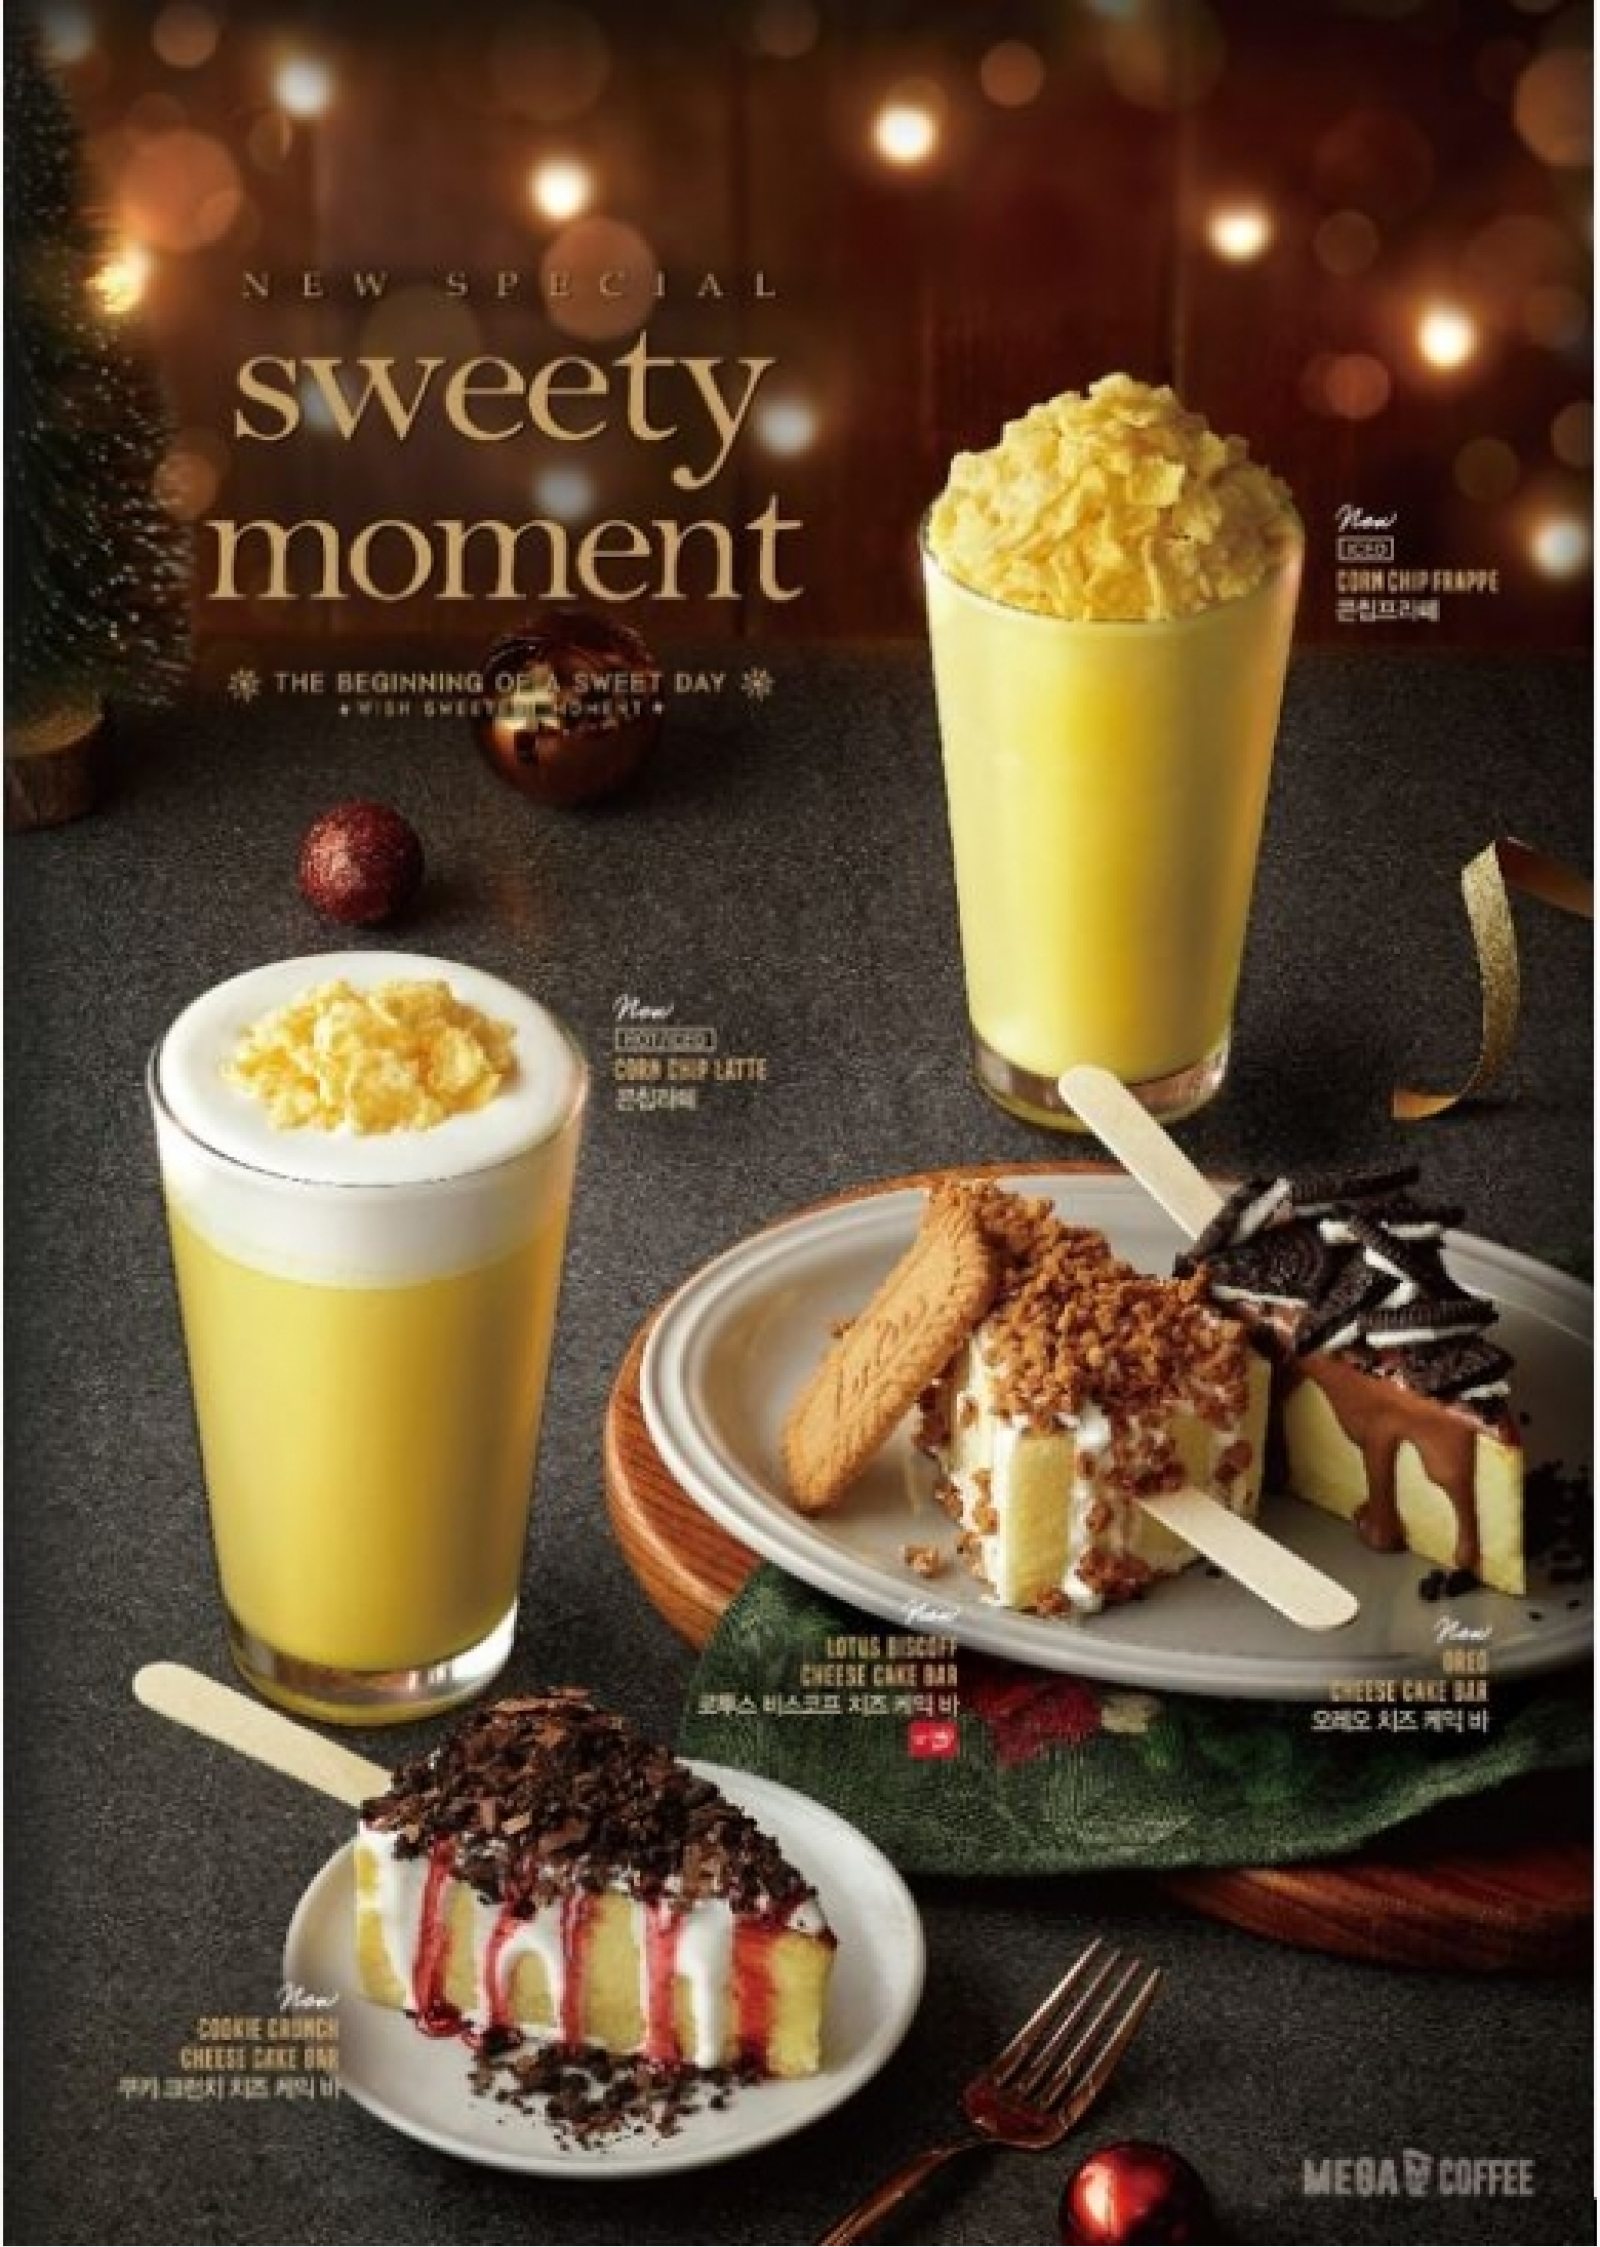 NEW SPECIAL
sweety
moment
THE BEGINNING OF A SWEET DAY
New
ICED
CORN CHIP FRAPPE
콘칩프라페
New
HOT/ICED
CORN CHIP LATTE
콘칩라떼
New
LOTUS BISCOFF
CHEESE CAKE BAR
로투스 비스코프 치즈 케익 바
New
OREO
CHEESE CAKE BAR
오레오 치즈 케익 바
New
COOKIE CRUNCH
CHEESE CAKE BAR
쿠키 크런치 치즈 케익 바
MEGA COFFEE